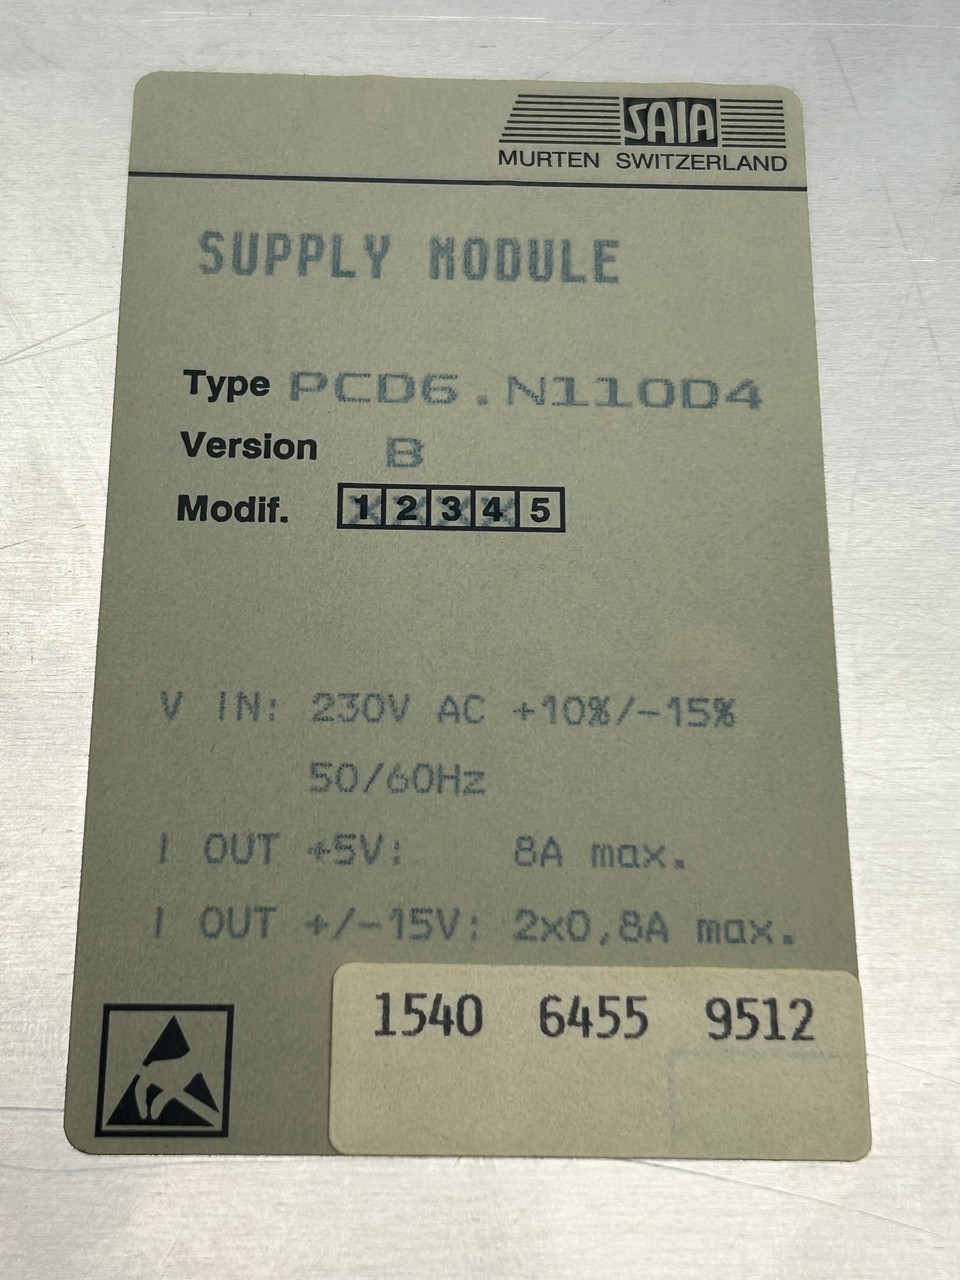 SAIA
MURTEN SWITZERLAND
SUPPLY MODULE
Type PCD6.N110D4
Version B
Modif. 1 2 3 4 5
V IN: 230V AC +10%/-15%
50/60Hz
I OUT +5V: 8A max.
I OUT +/-15V: 2x0,8A max.
1540 6455 9512